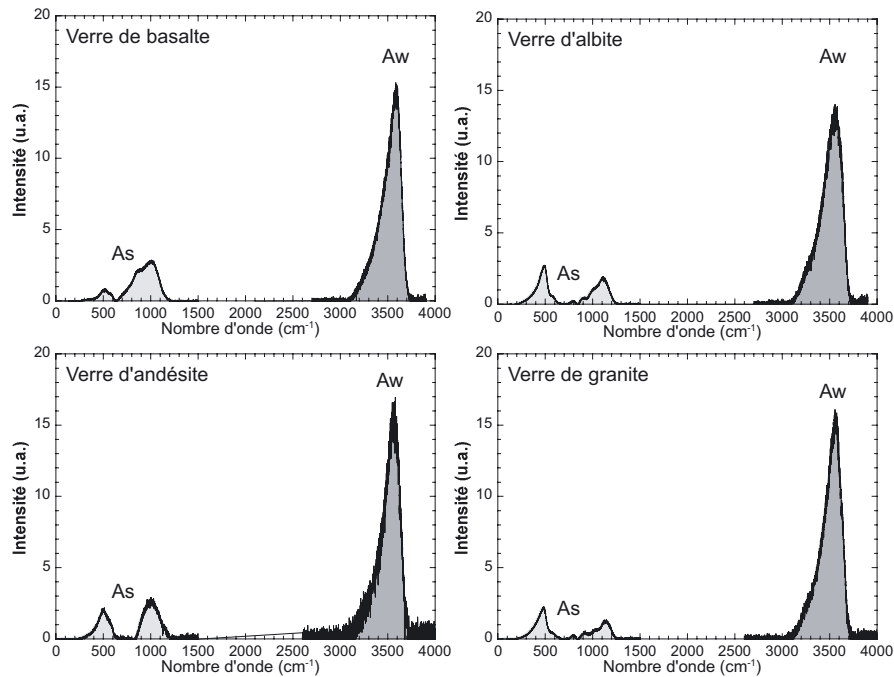 Verre de basalte
Aw
As
Intensité (u.a.)
20
15
10
5
0
0 500 1000 1500 2000 2500 3000 3500 4000
Nombre d'onde (cm-1)
Verre d'albite
Aw
As
Intensité (u.a.)
20
15
10
5
0
0 500 1000 1500 2000 2500 3000 3500 4000
Nombre d'onde (cm-1)
Verre d'andésite
Aw
As
Intensité (u.a.)
20
15
10
5
0
0 500 1000 1500 2000 2500 3000 3500 4000
Nombre d'onde (cm-1)
Verre de granite
Aw
As
Intensité (u.a.)
20
15
10
5
0
0 500 1000 1500 2000 2500 3000 3500 4000
Nombre d'onde (cm-1)